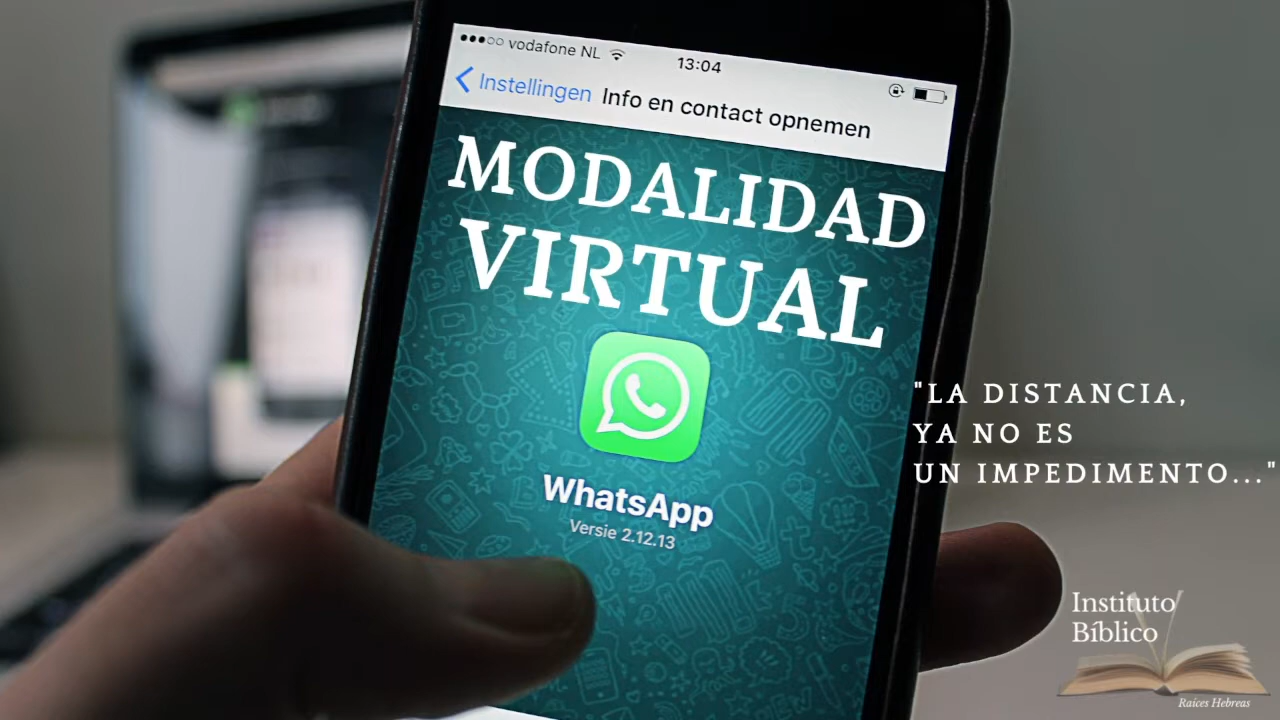 vodafone NL
13:04
Instellingen Info en contact opnemen
MODALIDAD
VIRTUAL
WhatsApp
Versie 2.12.13
"LA DISTANCIA,
YA NO ES
UN IMPEDIMENTO..."
Instituto
Bíblico
Raíces Hebreas